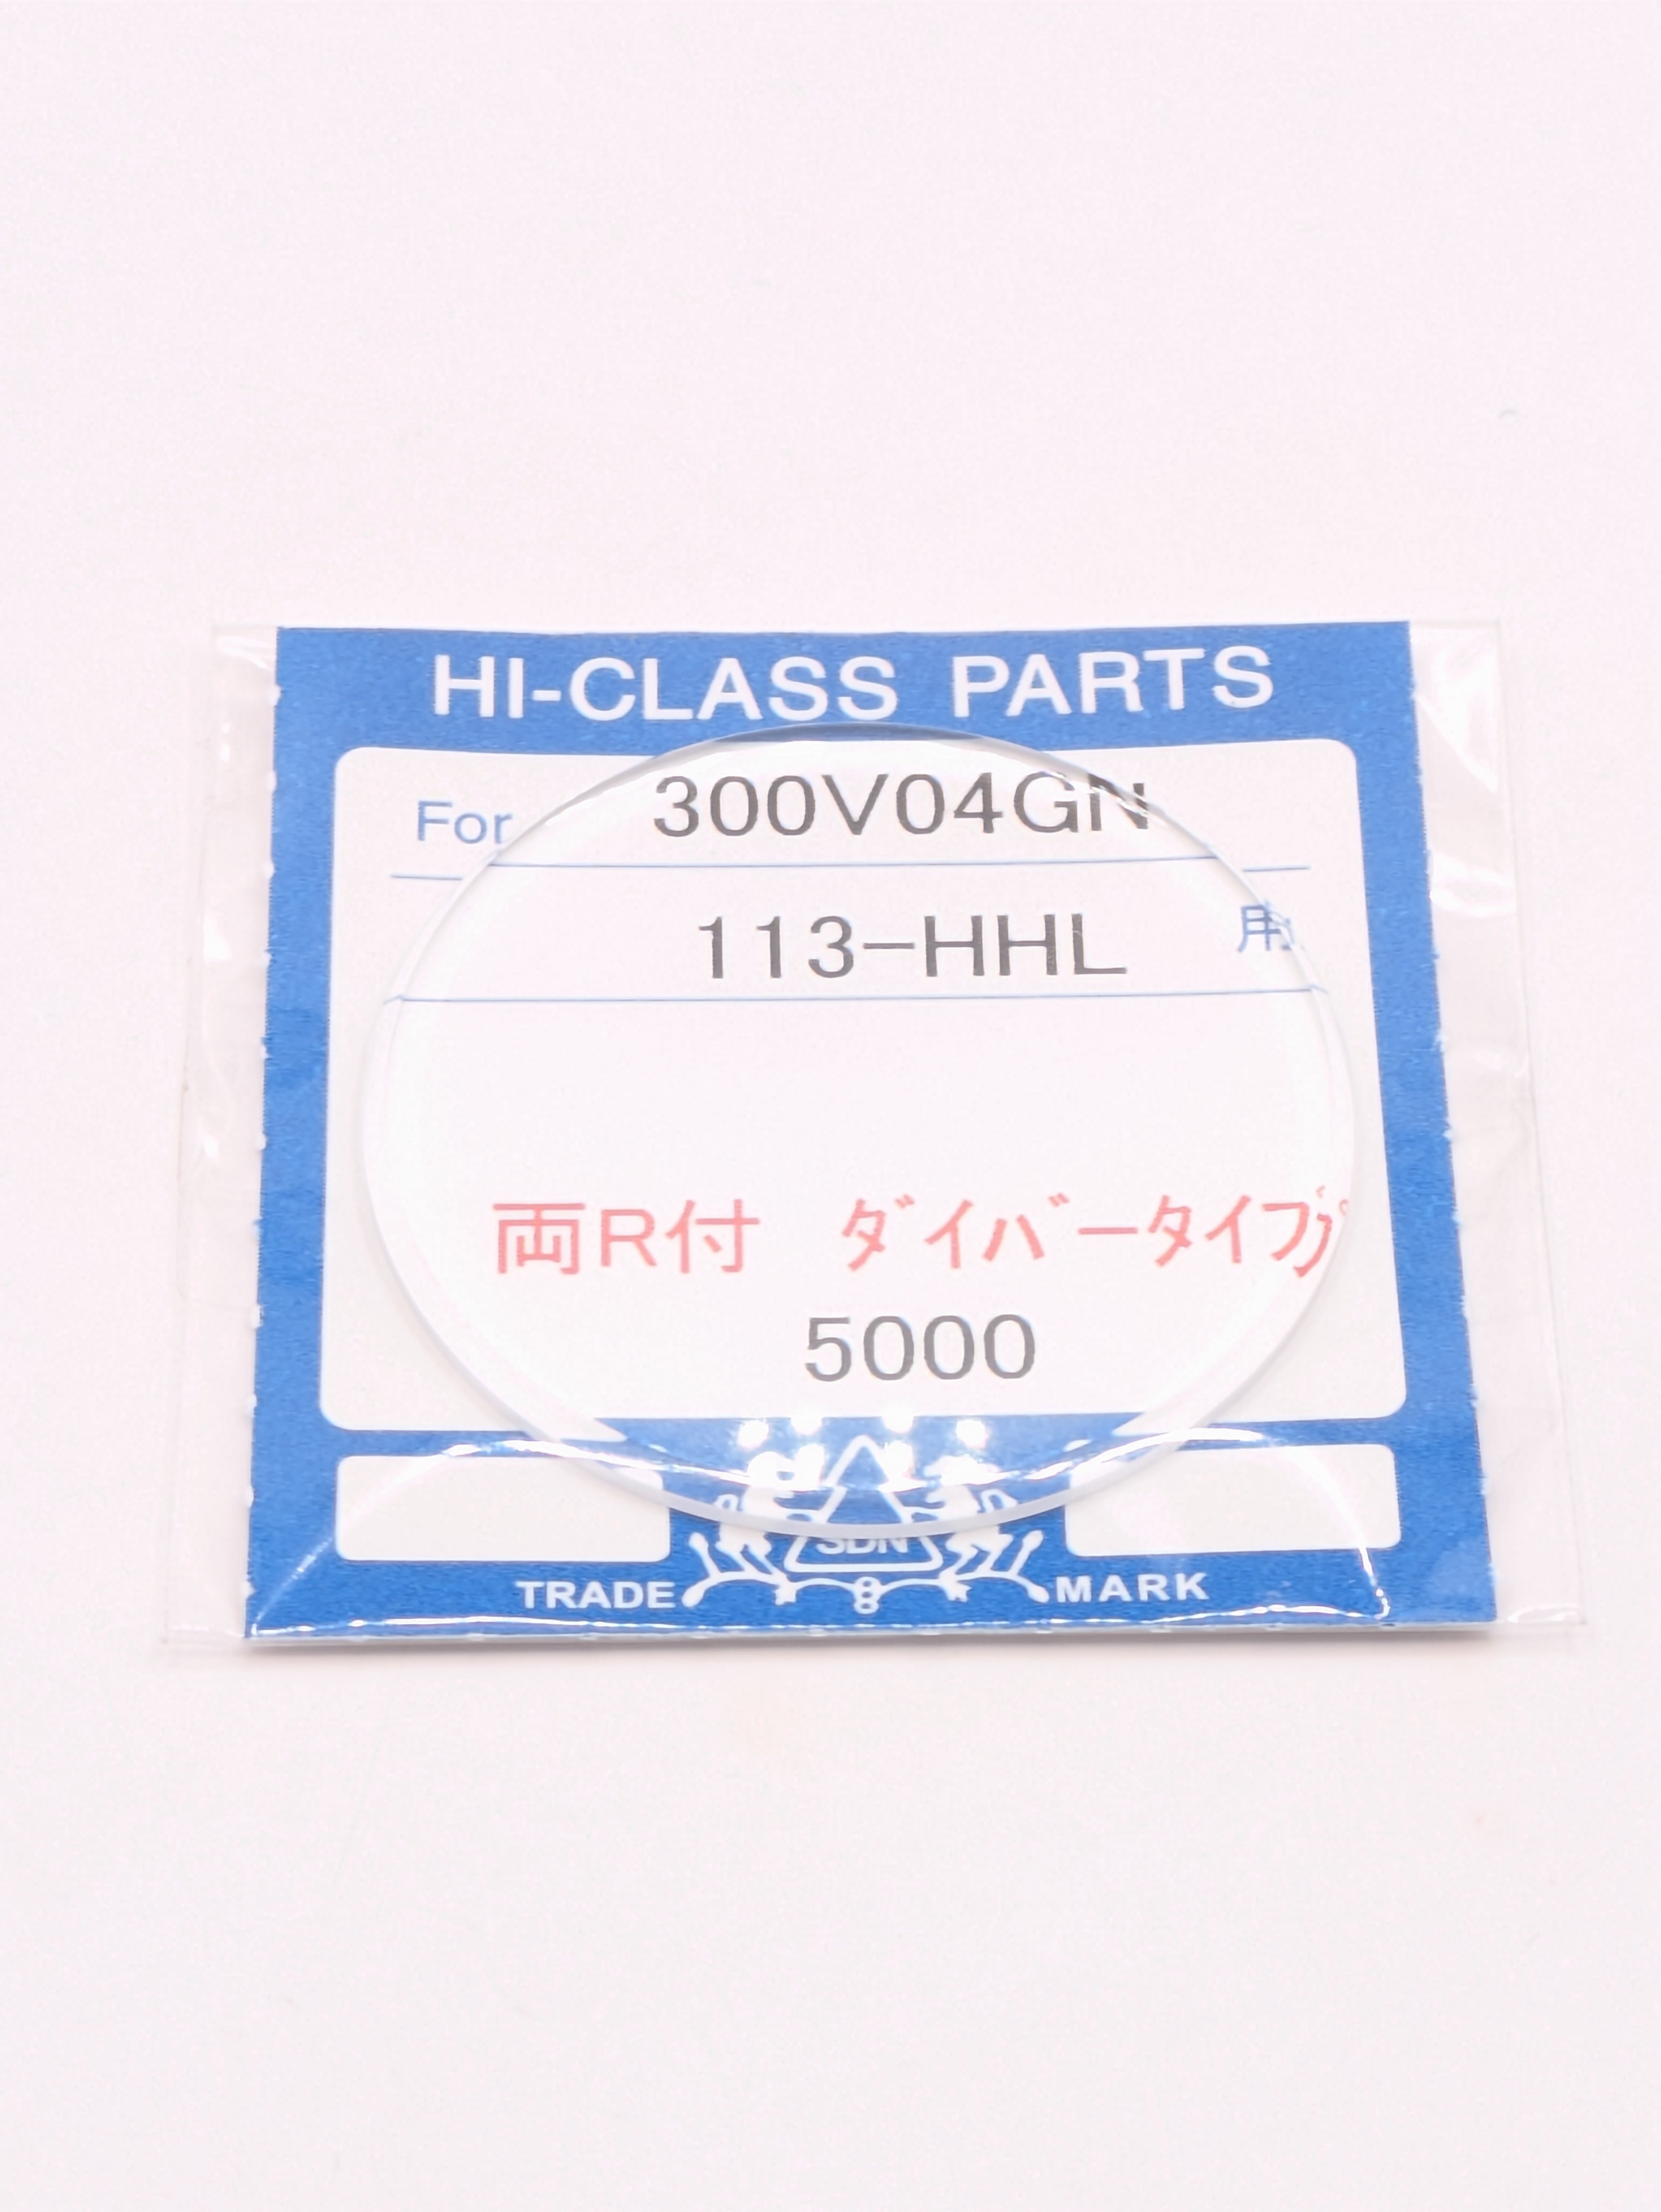 HI-CLASS PARTS
For 300V04GN
113-HHL 用
両R付 ダイバータイプ
5000
SDN
8
TRADE MARK